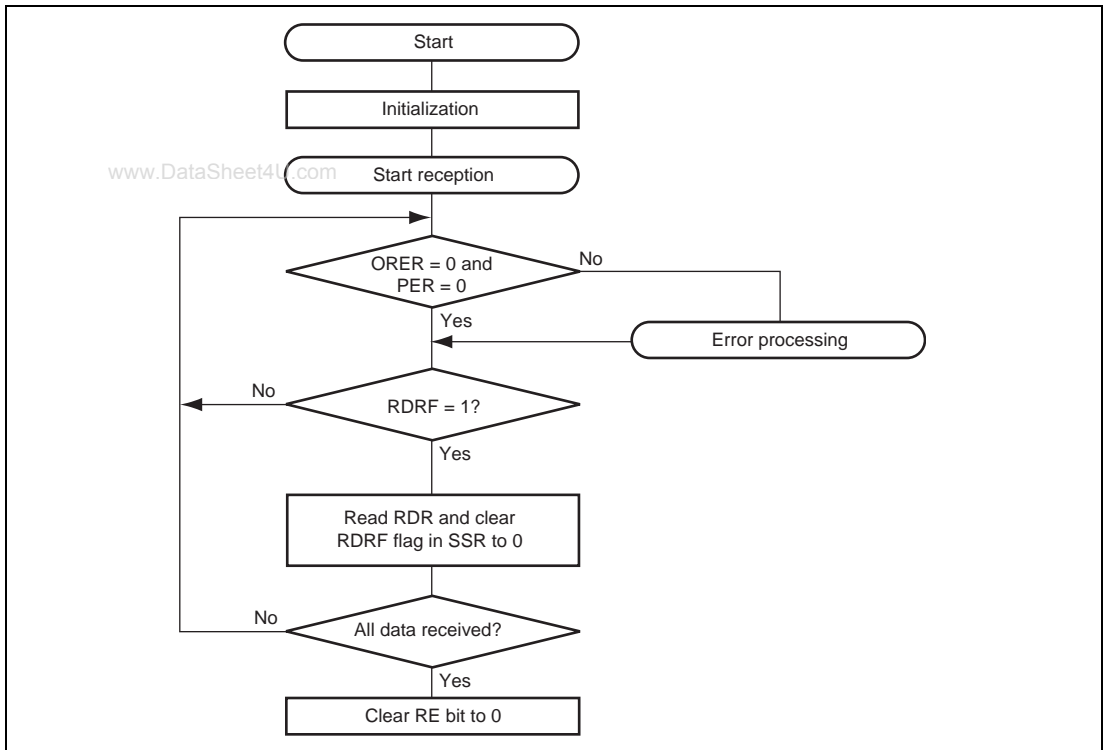 Start
Initialization
www.DataSheet4U.com
Start reception
ORER = 0 and
PER = 0
No
Yes
Error processing
No
RDRF = 1?
Yes
Read RDR and clear
RDRF flag in SSR to 0
No
All data received?
Yes
Clear RE bit to 0